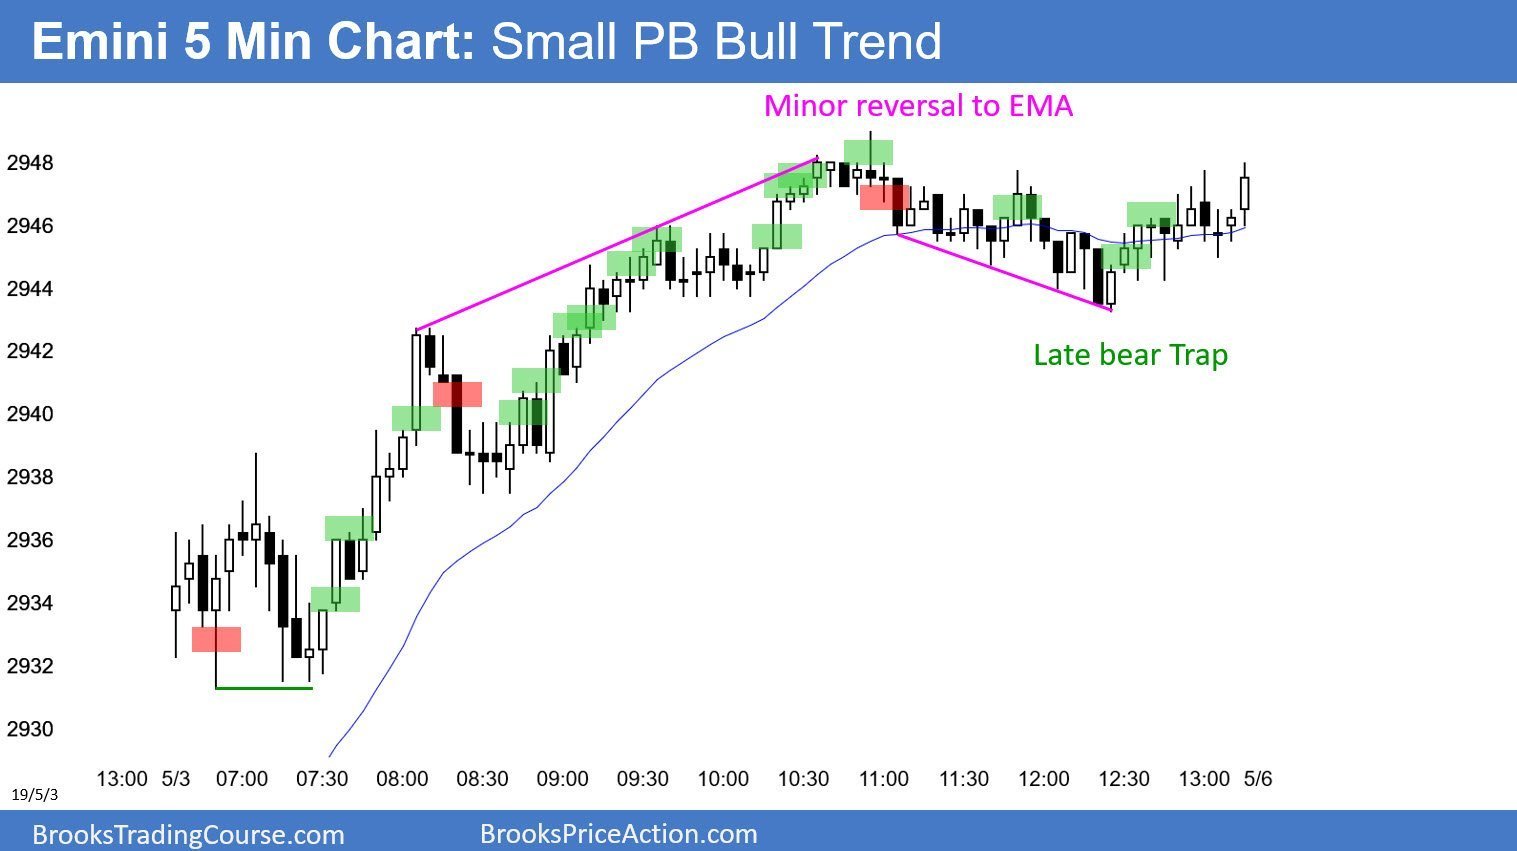 Emini 5 Min Chart: Small PB Bull Trend
Minor reversal to EMA
2948
2946
2944
Late bear Trap
2942
2940
2938
2936
2934
2932
2930
13:00 5/3 07:00 07:30 08:00 08:30 09:00 09:30 10:00 10:30 11:00 11:30 12:00 12:30 13:00 5/6
19/5/3
BrooksTradingCourse.com BrooksPriceAction.com